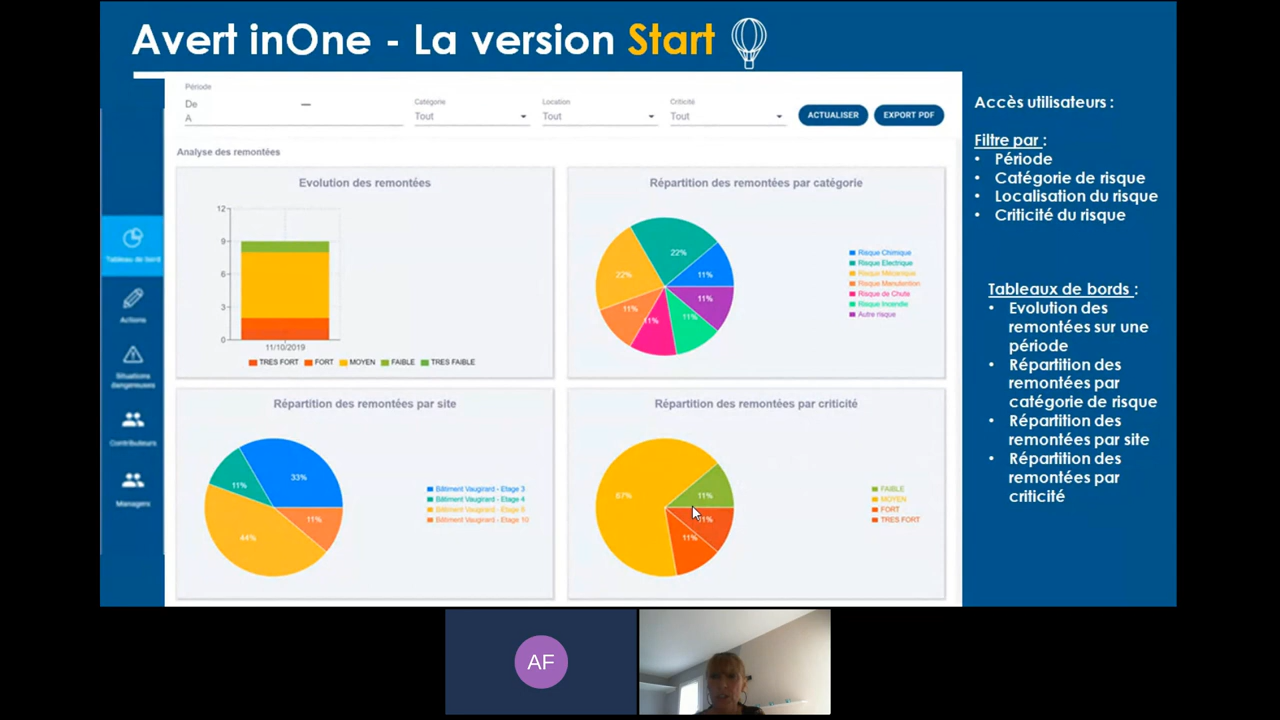 Avert inOne - La version Start
Période
De
—
A
Catégorie
Tout
Location
Tout
Criticité
Tout
ACTUALISER
EXPORT PDF
Analyse des remontées
Tableau de bord
Actions
Situations
dangereuses
Contributeurs
Managers
Evolution des remontées
12
9
6
3
0
11/10/2019
TRES FORT FORT MOYEN FAIBLE TRES FAIBLE
Répartition des remontées par catégorie
22%
22%
11%
11%
11%
11%
11%
Risque Chimique
Risque Electrique
Risque Mécanique
Risque Manutention
Risque de Chute
Risque Incendie
Autre risque
Répartition des remontées par site
33%
11%
11%
44%
Bâtiment Vaugirard - Etage 3
Bâtiment Vaugirard - Etage 4
Bâtiment Vaugirard - Etage
Bâtiment Vaugirard - Etage 10
Répartition des remontées par criticité
67%
11%
11%
11%
FAIBLE
MOYEN
FORT
TRES FORT
Accès utilisateurs :
Filtre par :
• Période
• Catégorie de risque
• Localisation du risque
• Criticité du risque
Tableaux de bords :
• Evolution des
remontées sur une
période
• Répartition des
remontées par
catégorie de risque
• Répartition des
remontées par site
• Répartition des
remontées par
criticité
AF